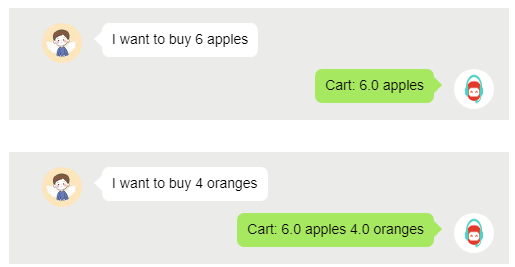 I want to buy 6 apples
Cart: 6.0 apples
I want to buy 4 oranges
Cart: 6.0 apples 4.0 oranges